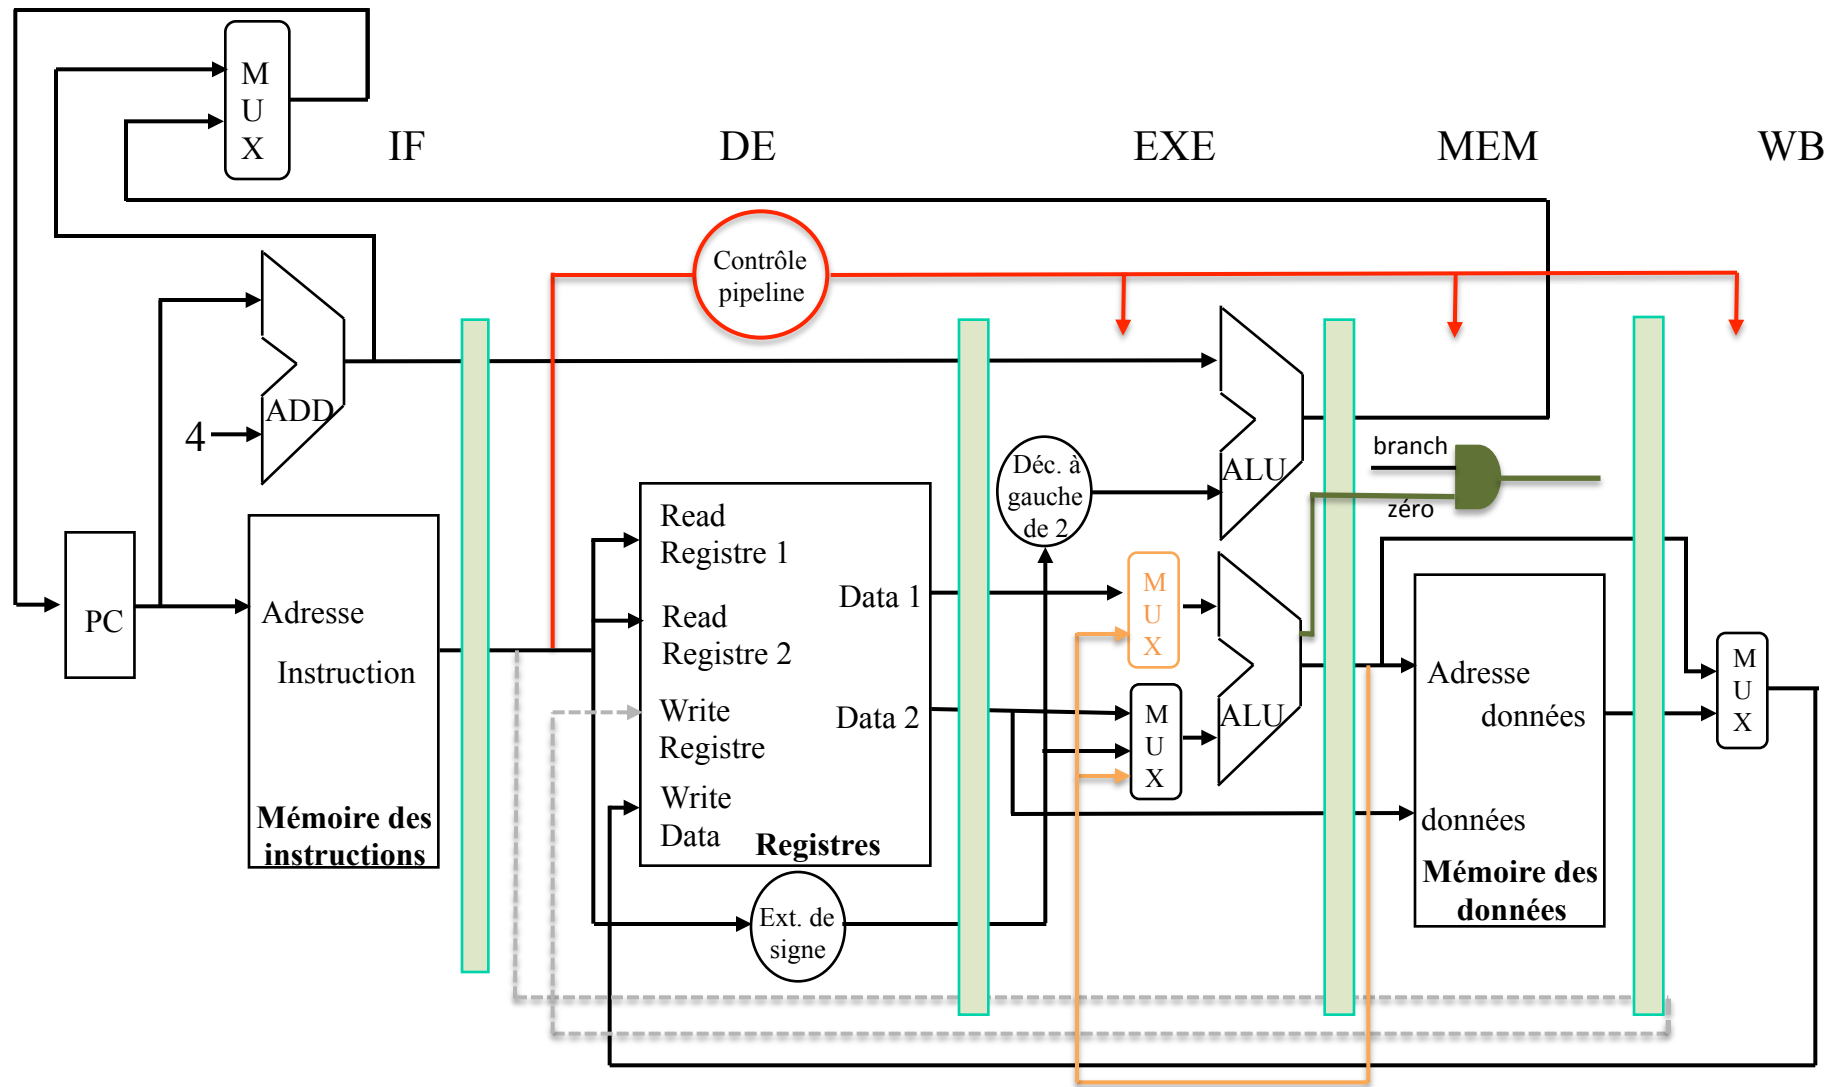 M
U
X
IF
DE
EXE
MEM
WB
Contrôle
pipeline
ADD
4
PC
Adresse
Instruction
Mémoire des
instructions
Read
Registre 1
Read
Registre 2
Write
Registre
Write
Data
Data 1
Data 2
Registres
Ext. de
signe
Déc. à
gauche
de 2
ALU
M
U
X
M
U
X
ALU
branch
zéro
Adresse
données
données
Mémoire des
données
M
U
X